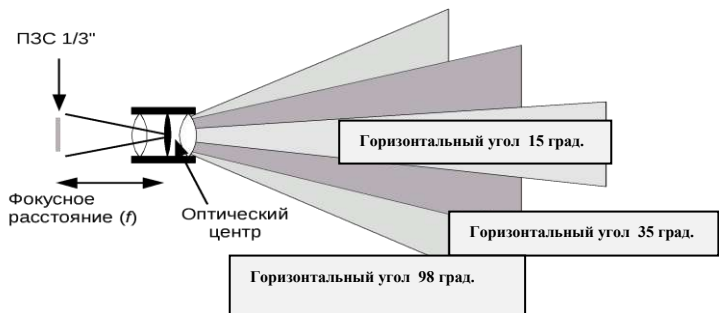 ПЗС 1/3"
Горизонтальный угол 15 град.
Фокусное
расстояние (f)
Оптический
центр
Горизонтальный угол 35 град.
Горизонтальный угол 98 град.